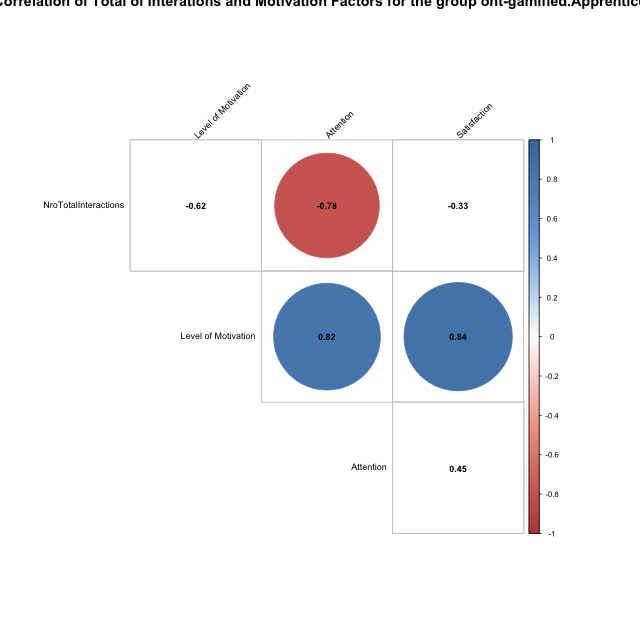 Correlation of Total of Interations and Motivation Factors for the group ont-gamified.Apprentice
Level of Motivation
Attention
Satisfaction
NroTotalInteractions
-0.62
-0.78
-0.33
Level of Motivation
0.82
0.84
Attention
0.45
1
0.8
0.6
0.4
0.2
0
-0.2
-0.4
-0.6
-0.8
-1